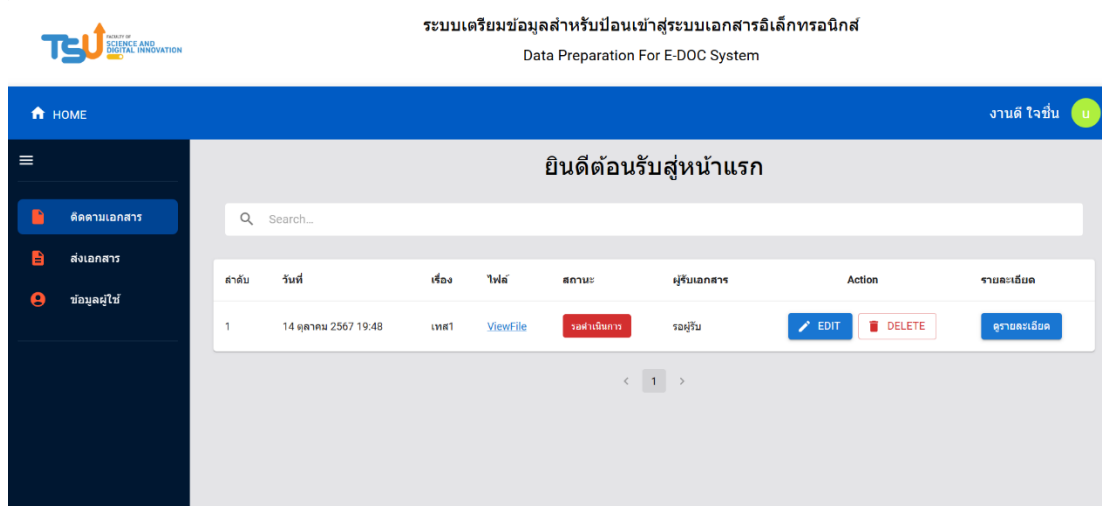 ระบบเตรียมข้อมูลสำหรับป้อนเข้าสู่ระบบเอกสารอิเล็กทรอนิกส์
TSU FACULTY OF
SCIENCE AND
DIGITAL INNOVATION
Data Preparation For E-DOC System
HOME
งานดี ใจชื่น
น
ยินดีต้อนรับสู่หน้าแรก
ติดตามเอกสาร
Search...
ส่งเอกสาร
ลำดับ วันที่ เรื่อง ไฟล์ สถานะ ผู้รับเอกสาร Action รายละเอียด
ข้อมูลผู้ใช้
1 14 ตุลาคม 2567 19:48 เทส1 ViewFile รอดำเนินการ รอผู้รับ EDIT DELETE ดูรายละเอียด
< 1 >